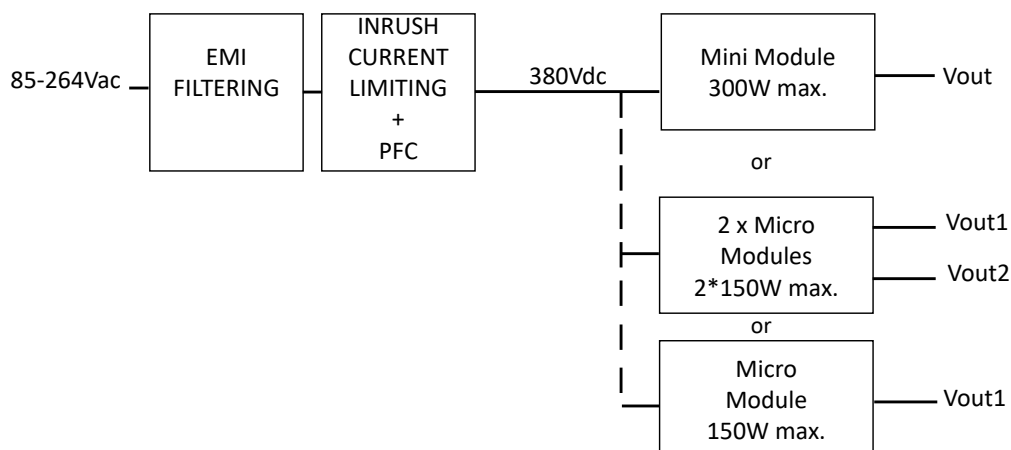 85-264Vac
EMI
FILTERING
INRUSH
CURRENT
LIMITING
+
PFC
380Vdc
Mini Module
300W max.
Vout
or
2 x Micro
Modules
2*150W max.
Vout1
Vout2
or
Micro
Module
150W max.
Vout1